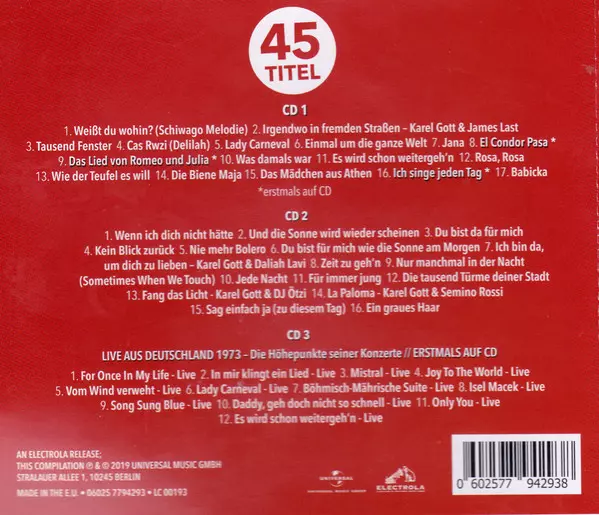 45
TITEL
CD 1
1. Weißt du wohin? (Schiwago Melodie) 2. Irgendwo in fremden Straßen – Karel Gott & James Last
3. Tausend Fenster 4. Cas Rwzi (Delilah) 5. Lady Carneval 6. Einmal um die ganze Welt 7. Jana 8. El Condor Pasa *
9. Das Lied von Romeo und Julia * 10. Was damals war 11. Es wird schon weitergeh'n 12. Rosa, Rosa
13. Wie der Teufel es will 14. Die Biene Maja 15. Das Mädchen aus Athen 16. Ich singe jeden Tag * 17. Babicka
*erstmals auf CD
CD 2
1. Wenn ich dich nicht hätte 2. Und die Sonne wird wieder scheinen 3. Du bist da für mich
4. Kein Blick zurück 5. Nie mehr Bolero 6. Du bist für mich wie die Sonne am Morgen 7. Ich bin da,
um dich zu lieben – Karel Gott & Daliah Lavi 8. Zeit zu geh'n 9. Nur manchmal in der Nacht
(Sometimes When We Touch) 10. Jede Nacht 11. Für immer jung 12. Die tausend Türme deiner Stadt
13. Fang das Licht - Karel Gott & DJ Ötzi 14. La Paloma - Karel Gott & Semino Rossi
15. Sag einfach ja (zu diesem Tag) 16. Ein graues Haar
CD 3
LIVE AUS DEUTSCHLAND 1973 – Die Höhepunkte seiner Konzerte // ERSTMALS AUF CD
1. For Once In My Life - Live 2. In mir klingt ein Lied - Live 3. Mistral - Live 4. Joy To The World - Live
5. Vom Wind verweht - Live 6. Lady Carneval - Live 7. Böhmisch-Mährische Suite - Live 8. Isel Macek - Live
9. Song Sung Blue - Live 10. Daddy, geh doch nicht so schnell - Live 11. Only You - Live
12. Es wird schon weitergeh'n - Live
AN ELECTROLA RELEASE;
THIS COMPILATION ℗ & © 2019 UNIVERSAL MUSIC GMBH
STRALAUER ALLEE 1, 10245 BERLIN
MADE IN THE E.U. • 06025 7794293 • LC 00193
UNIVERSAL MUSIC GROUP
ELECTROLA
0 602577 942938